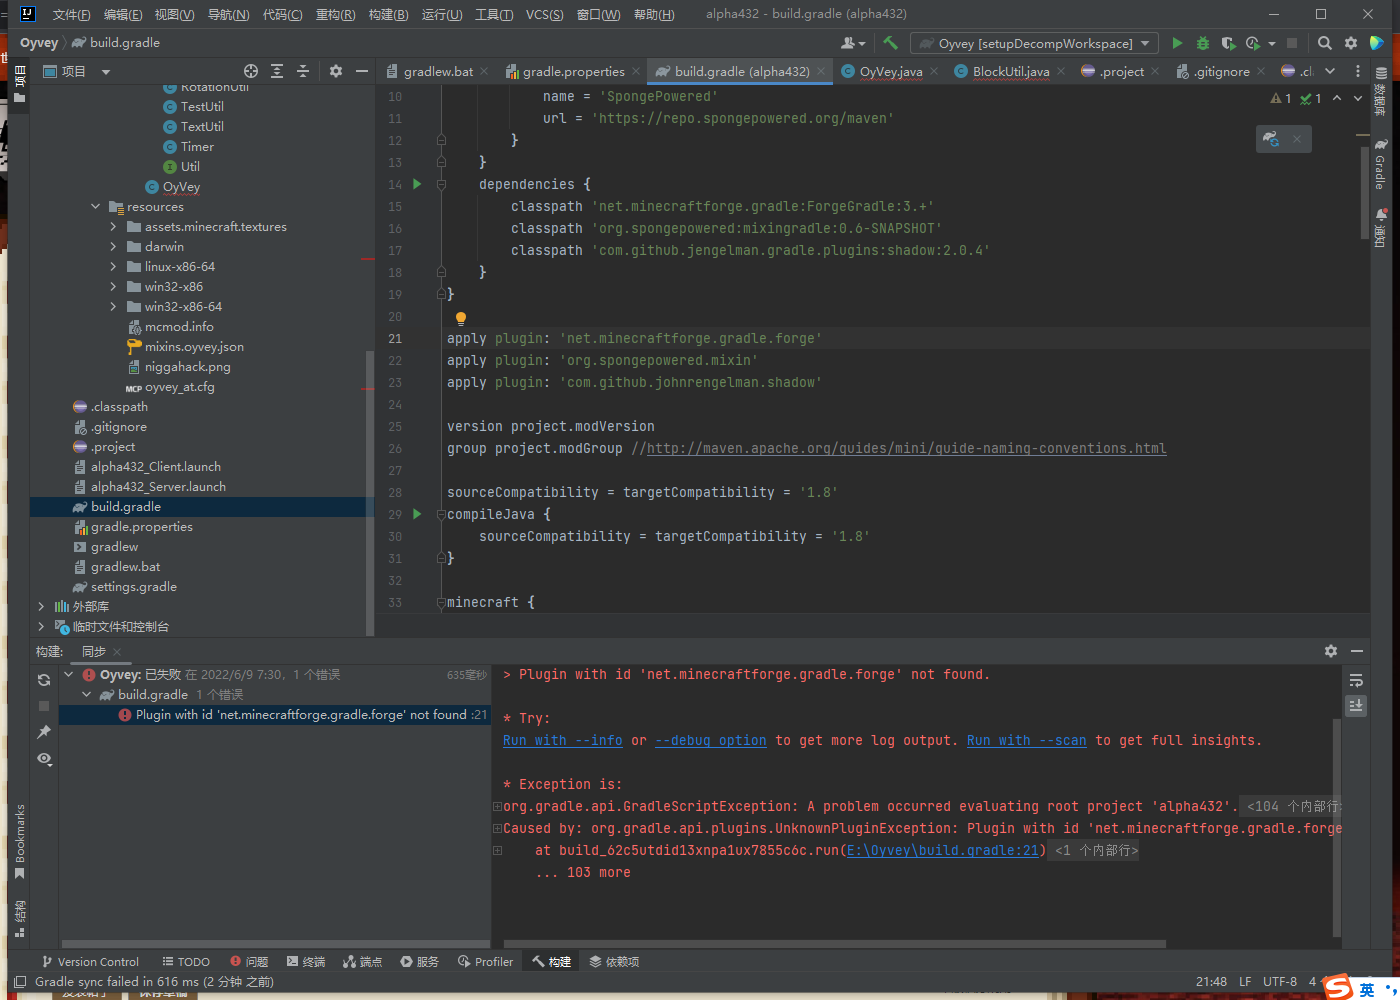 文件(F) 编辑(E) 视图(V) 导航(N) 代码(C) 重构(R) 构建(B) 运行(U) 工具(T) VCS(S) 窗口(W) 帮助(H) alpha432 - build.gradle (alpha432)
Oyvey build.gradle Oyvey [setupDecompWorkspace]
项目 gradlew.bat gradle.properties build.gradle (alpha432) OyVey.java BlockUtil.java .project .gitignore .cl
项目
RotationUtil
TestUtil
TextUtil
Timer
Util
OyVey
resources
assets.minecraft.textures
darwin
linux-x86-64
win32-x86
win32-x86-64
mcmod.info
mixins.oyvey.json
niggahack.png
MCP oyvey_at.cfg
.classpath
.gitignore
.project
alpha432_Client.launch
alpha432_Server.launch
build.gradle
gradle.properties
gradlew
gradlew.bat
settings.gradle
外部库
临时文件和控制台
10 name = 'SpongePowered'
11 url = 'https://repo.spongepowered.org/maven'
12 }
13 }
14 dependencies {
15 classpath 'net.minecraftforge.gradle:ForgeGradle:3.+'
16 classpath 'org.spongepowered:mixingradle:0.6-SNAPSHOT'
17 classpath 'com.github.jengelman.gradle.plugins:shadow:2.0.4'
18 }
19 }
20
21 apply plugin: 'net.minecraftforge.gradle.forge'
22 apply plugin: 'org.spongepowered.mixin'
23 apply plugin: 'com.github.johnrengelman.shadow'
24
25 version project.modVersion
26 group project.modGroup //http://maven.apache.org/guides/mini/guide-naming-conventions.html
27
28 sourceCompatibility = targetCompatibility = '1.8'
29 compileJava {
30 sourceCompatibility = targetCompatibility = '1.8'
31 }
32
33 minecraft {
1 1
数据库
Gradle
通知
构建: 同步
Oyvey: 已失败 在 2022/6/9 7:30, 1 个错误 635毫秒
build.gradle 1 个错误
Plugin with id 'net.minecraftforge.gradle.forge' not found :21
> Plugin with id 'net.minecraftforge.gradle.forge' not found.
* Try:
Run with --info or --debug option to get more log output. Run with --scan to get full insights.
* Exception is:
org.gradle.api.GradleScriptException: A problem occurred evaluating root project 'alpha432'. <104 个内部行>
Caused by: org.gradle.api.plugins.UnknownPluginException: Plugin with id 'net.minecraftforge.gradle.forge
at build_62c5utdid13xnpa1ux7855c6c.run(E:\Oyvey\build.gradle:21) <1 个内部行>
... 103 more
Bookmarks
结构
Version Control TODO 问题 终端 端点 服务 Profiler 构建 依赖项
Gradle sync failed in 616 ms (2 分钟 之前) 21:48 LF UTF-8 4
英